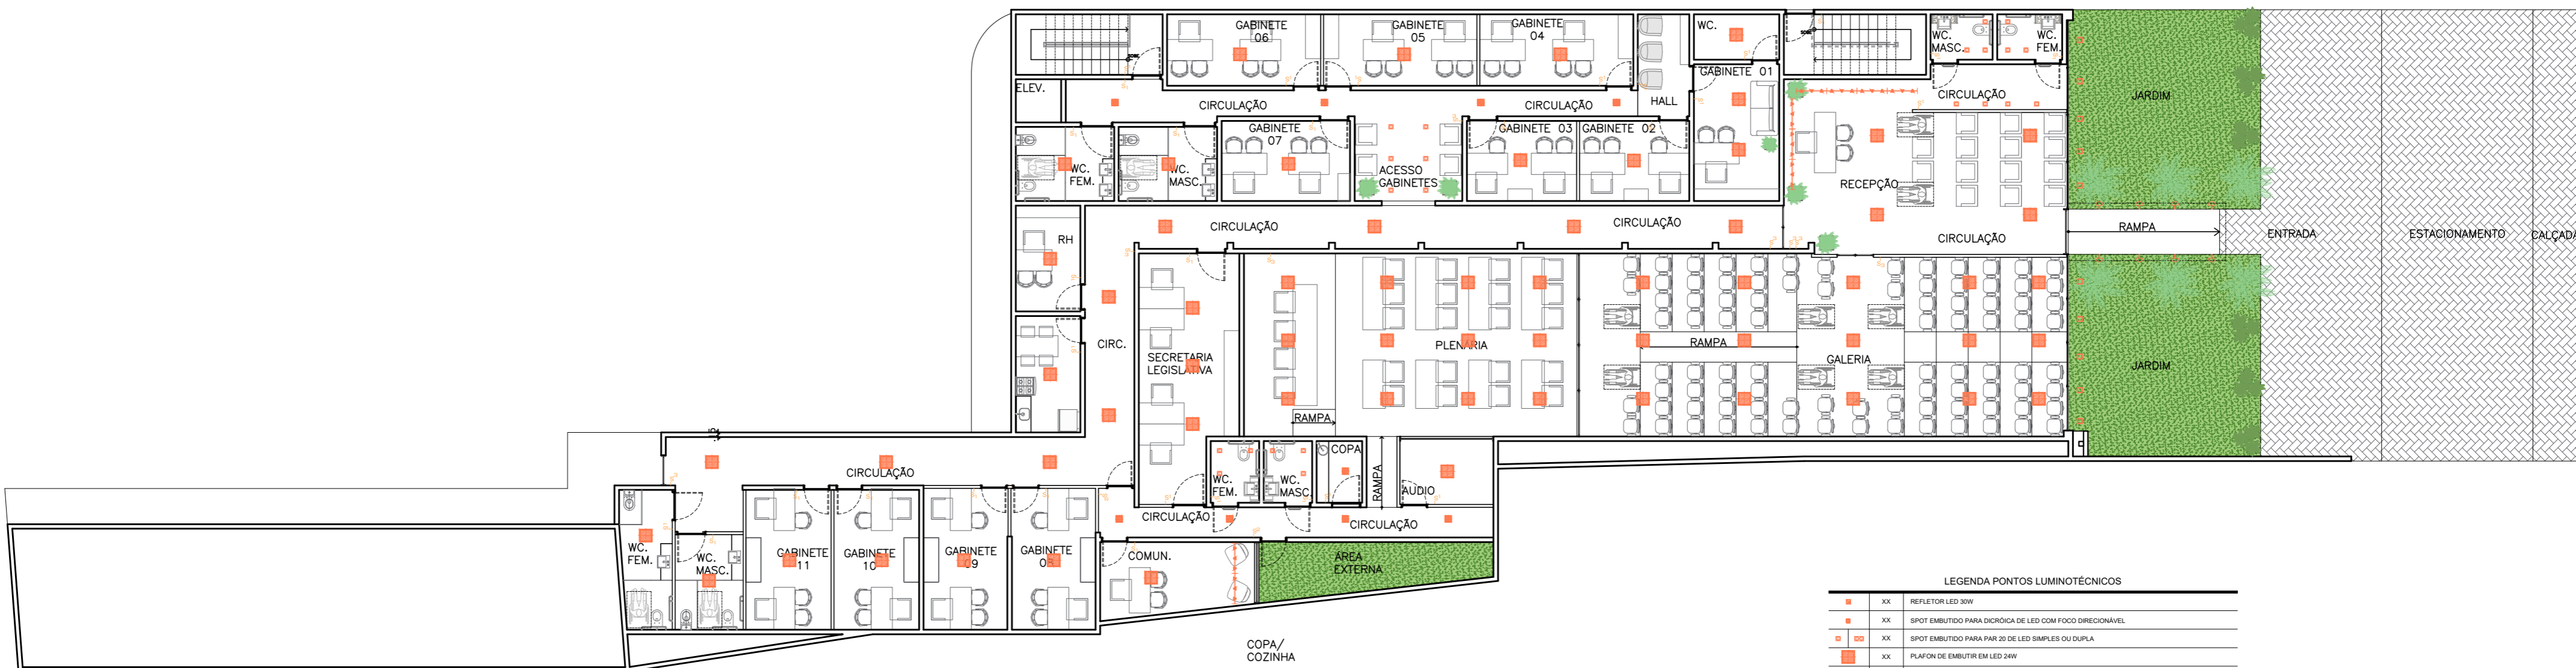 GABINETE
06
GABINETE
05
GABINETE
04
WC.
WC.
MASC.
WC.
FEM.
ELEV.
CIRCULAÇÃO
CIRCULAÇÃO
HALL
GABINETE 01
CIRCULAÇÃO
JARDIM
GABINETE
07
GABINETE 03
GABINETE 02
WC.
FEM.
WC.
MASC.
ACESSO
GABINETES
RECEPÇÃO
RH
CIRCULAÇÃO
CIRCULAÇÃO
CIRCULAÇÃO
RAMPA
ENTRADA
ESTACIONAMENTO
CALÇADA
CIRC.
SECRETARIA
LEGISLATIVA
PLENÁRIA
RAMPA
GALERIA
JARDIM
RAMPA
CIRCULAÇÃO
WC.
FEM.
WC.
MASC.
COPA
RAMPA
AUDIO
CIRCULAÇÃO
CIRCULAÇÃO
WC.
FEM.
WC.
MASC.
GABINETE
11
GABINETE
10
GABINETE
09
GABINETE
08
COMUN.
ÁREA
EXTERNA
COPA/
COZINHA
LEGENDA PONTOS LUMINOTÉCNICOS
XX REFLETOR LED 30W
XX SPOT EMBUTIDO PARA DICRÓICA DE LED COM FOCO DIRECIONÁVEL
XX SPOT EMBUTIDO PARA PAR 20 DE LED SIMPLES OU DUPLA
XX PLAFON DE EMBUTIR EM LED 24W